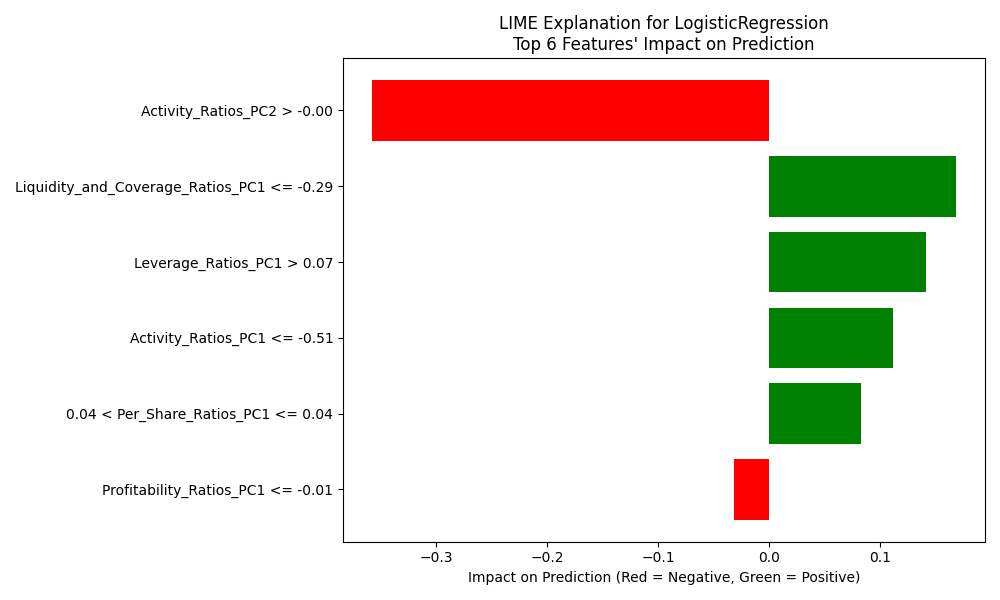 LIME Explanation for LogisticRegression
Top 6 Features' Impact on Prediction
Activity_Ratios_PC2 > -0.00
Liquidity_and_Coverage_Ratios_PC1 <= -0.29
Leverage_Ratios_PC1 > 0.07
Activity_Ratios_PC1 <= -0.51
0.04 < Per_Share_Ratios_PC1 <= 0.04
Profitability_Ratios_PC1 <= -0.01
−0.3 −0.2 −0.1 0.0 0.1
Impact on Prediction (Red = Negative, Green = Positive)